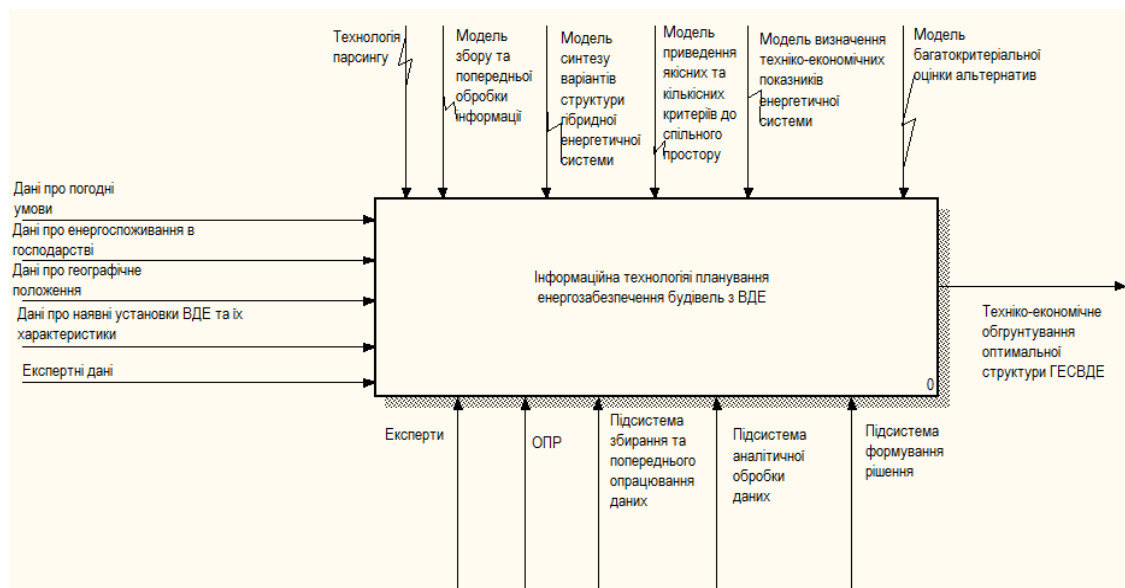 Технологія
парсингу
Модель
збору та
попередньої
обробки
інформації
Модель
синтезу
варіантів
структури
гібридної
енергетичної
системи
Модель
приведення
якісних та
кількісних
критеріїв до
спільного
простору
Модель визначення
техніко-економічних
показників
енергетичної
системи
Модель
багатокритеріальної
оцінки альтернатив
Дані про погодні
умови
Дані про енергоспоживання в
господарстві
Дані про географічне
положення
Дані про наявні установки ВДЕ та їх
характеристики
Експертні дані
Інформаційна технологіяі планування
енергозабезпечення будівель з ВДЕ
0
Техніко-економічне
обгрунтування
оптимальної
структури ГЕСВДЕ
Експерти
ОПР
Підсистема
збирання та
попереднього
опрацювання
даних
Підсистема
аналітичної
обробки
даних
Підсистема
формування
рішення